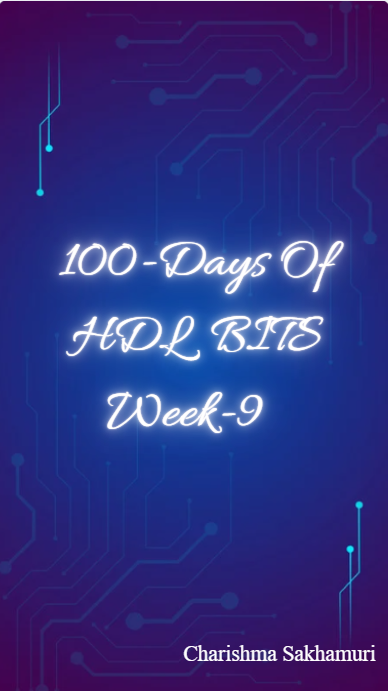 100-Days Of
HDL BITS
Week-9
Charishma Sakhamuri